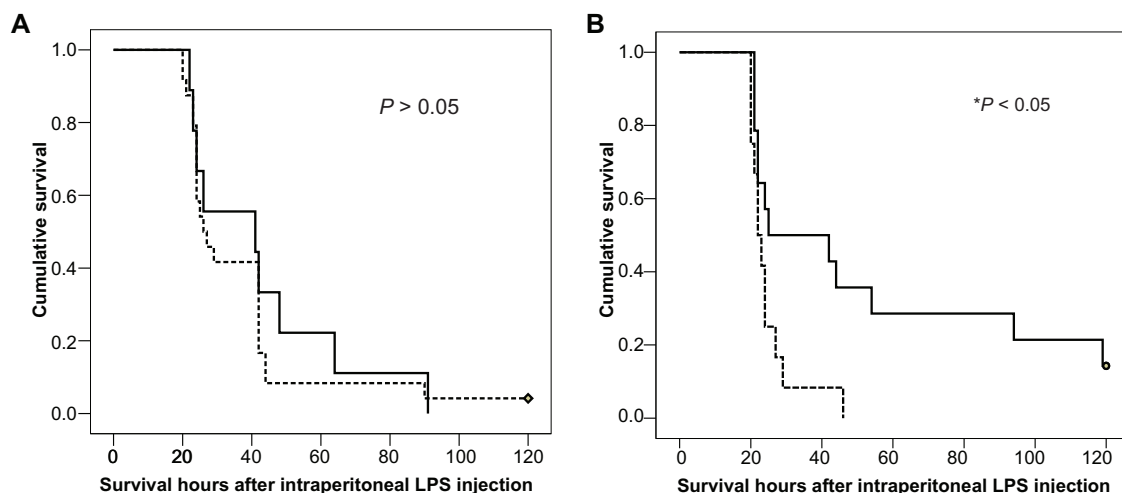 A
1.0
0.8
0.6
0.4
0.2
0.0
Cumulative survival
P > 0.05
0 20 40 60 80 100 120
Survival hours after intraperitoneal LPS injection
B
1.0
0.8
0.6
0.4
0.2
0.0
Cumulative survival
*P < 0.05
0 20 40 60 80 100 120
Survival hours after intraperitoneal LPS injection